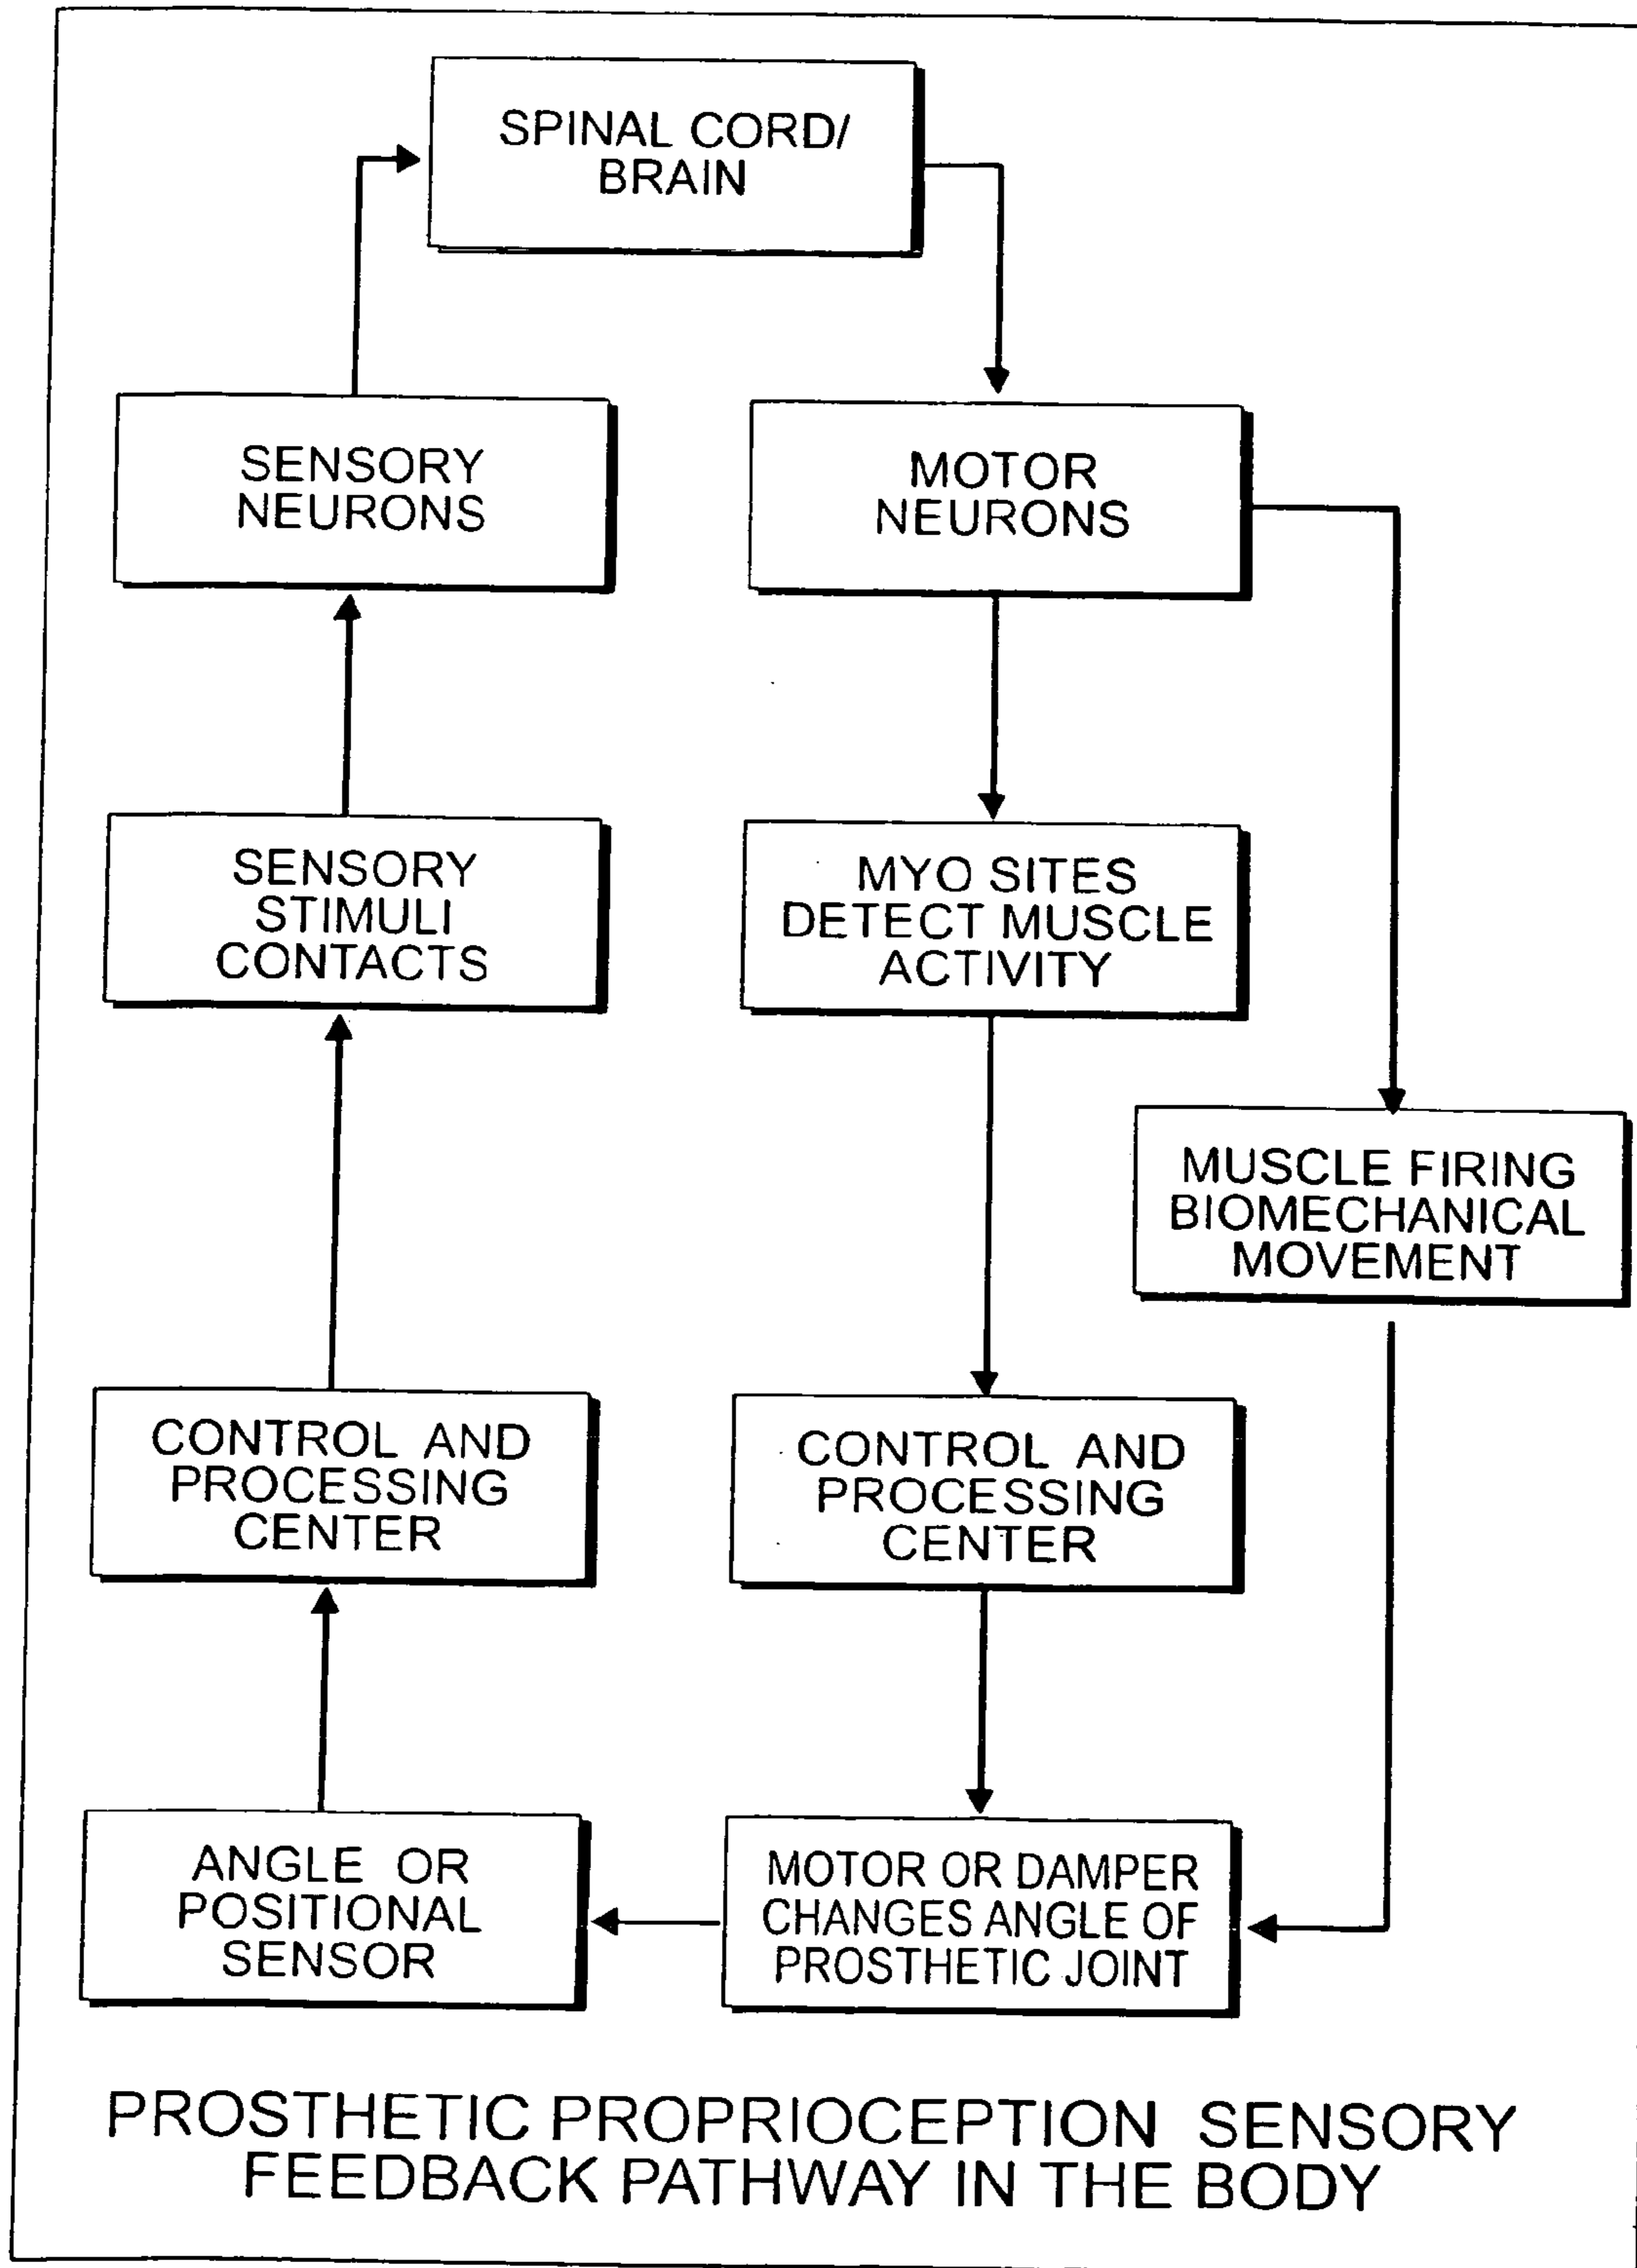 SPINAL CORD/
BRAIN
SENSORY
NEURONS
MOTOR
NEURONS
SENSORY
STIMULI
CONTACTS
MYO SITES
DETECT MUSCLE
ACTIVITY
MUSCLE FIRING
BIOMECHANICAL
MOVEMENT
CONTROL AND
PROCESSING
CENTER
CONTROL AND
PROCESSING
CENTER
ANGLE OR
POSITIONAL
SENSOR
MOTOR OR DAMPER
CHANGES ANGLE OF
PROSTHETIC JOINT
PROSTHETIC PROPRIOCEPTION SENSORY
FEEDBACK PATHWAY IN THE BODY